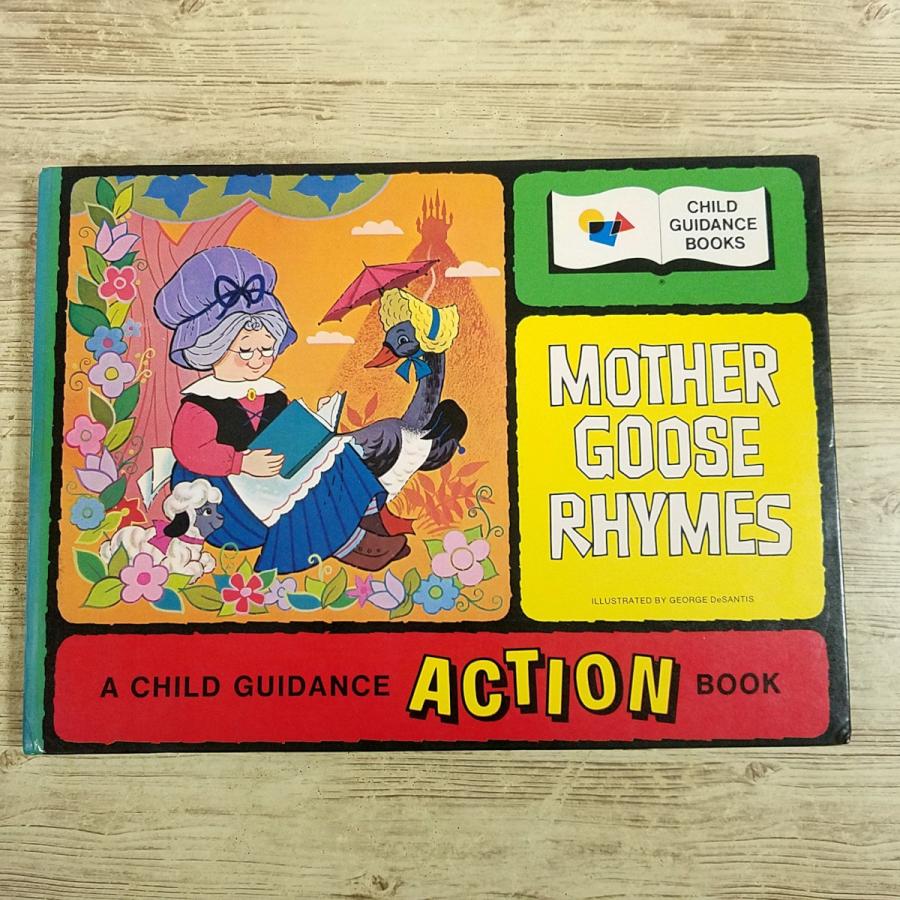 CHILD
GUIDANCE
BOOKS
MOTHER
GOOSE
RHYMES
ILLUSTRATED BY GEORGE DeSANTIS
A CHILD GUIDANCE ACTION BOOK